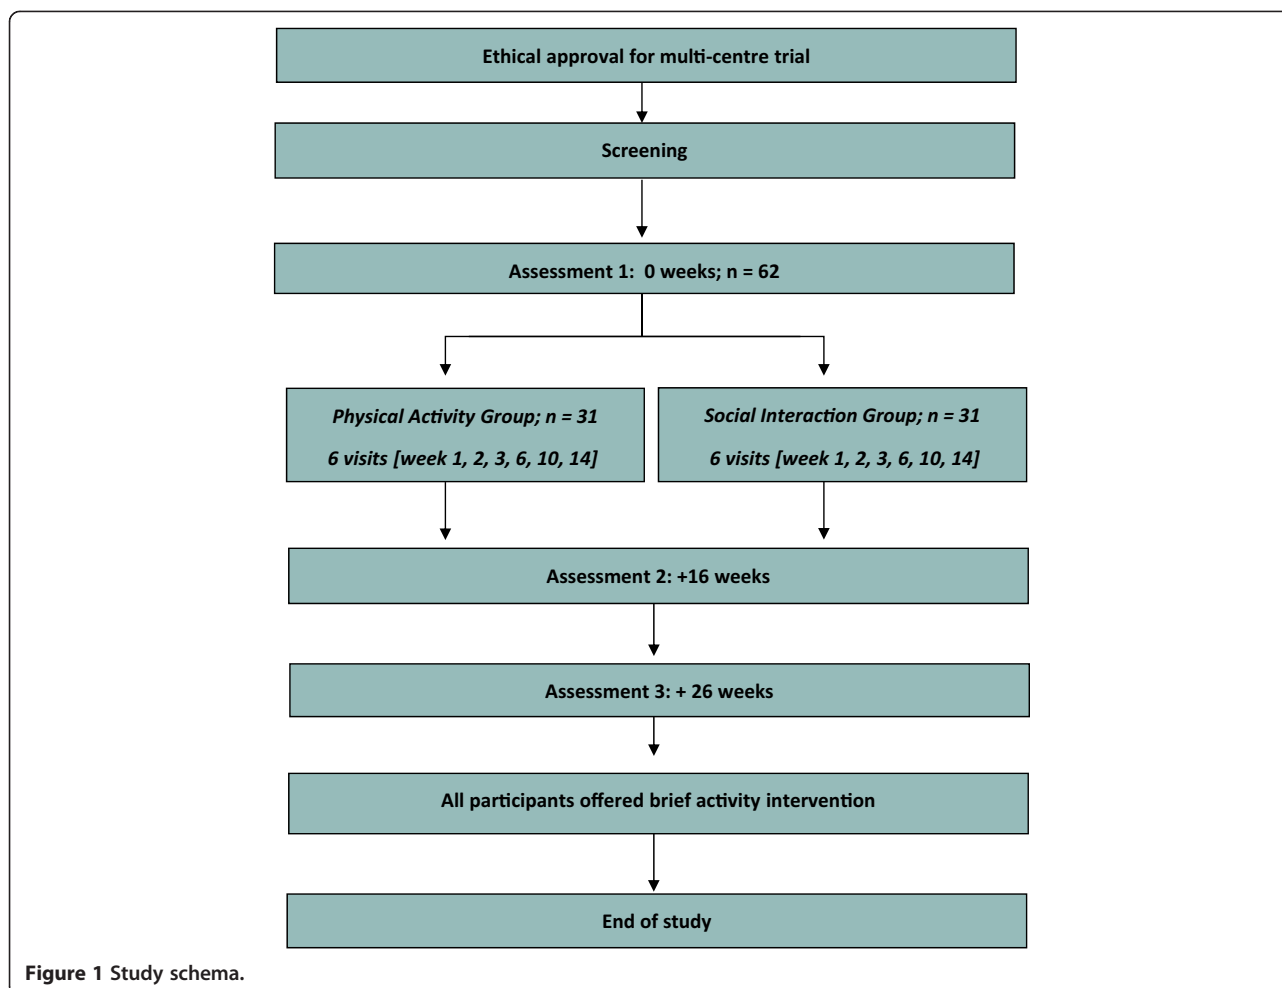 Ethical approval for multi-centre trial
Screening
Assessment 1:  0 weeks; n = 62
Physical Activity Group; n = 31
6 visits [week 1, 2, 3, 6, 10, 14]
Social Interaction Group; n = 31
6 visits [week 1, 2, 3, 6, 10, 14]
Assessment 2: +16 weeks
Assessment 3: + 26 weeks
All participants offered brief activity intervention
End of study
Figure 1 Study schema.